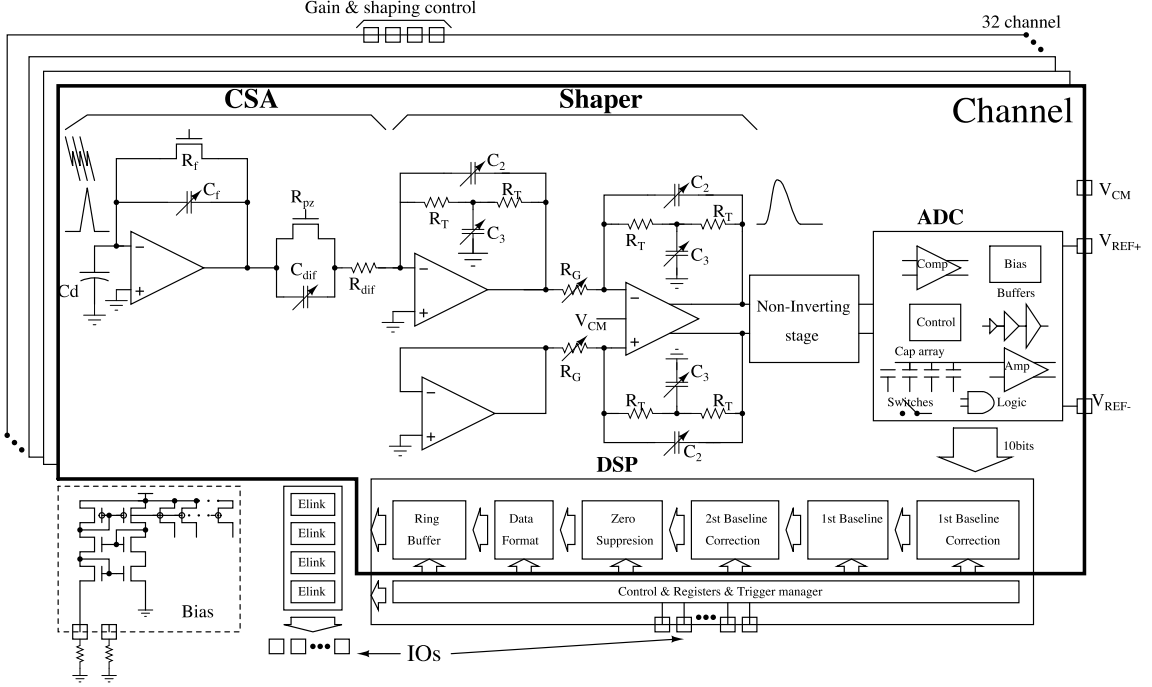 Gain & shaping control
32 channel
CSA
Shaper
Channel
R_f
C_f
Cd
−
+
R_pz
C_dif
R_dif
−
+
C_2
R_T
R_T
C_3
R_G
V_CM
R_G
−
+
C_2
R_T
R_T
C_3
−
+
C_3
R_T
R_T
C_2
Non-Inverting
stage
ADC
Comp
Bias
Buffers
Control
Cap array
Amp
Switches
Logic
V_CM
V_REF+
V_REF-
10bits
DSP
Ring
Buffer
Data
Format
Zero
Suppresion
2st Baseline
Correction
1st Baseline
1st Baseline
Correction
Control & Registers & Trigger manager
Elink
Elink
Elink
Elink
Bias
IOs